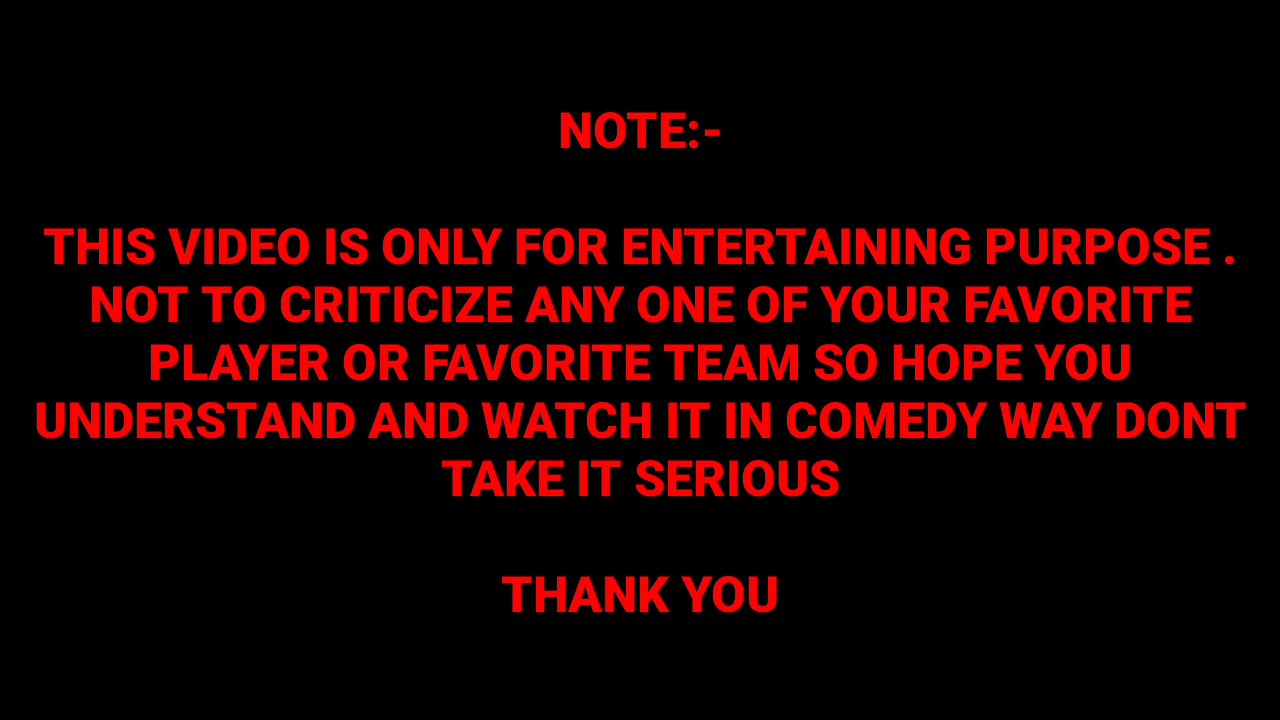 NOTE:-
THIS VIDEO IS ONLY FOR ENTERTAINING PURPOSE .
NOT TO CRITICIZE ANY ONE OF YOUR FAVORITE
PLAYER OR FAVORITE TEAM SO HOPE YOU
UNDERSTAND AND WATCH IT IN COMEDY WAY DONT
TAKE IT SERIOUS
THANK YOU